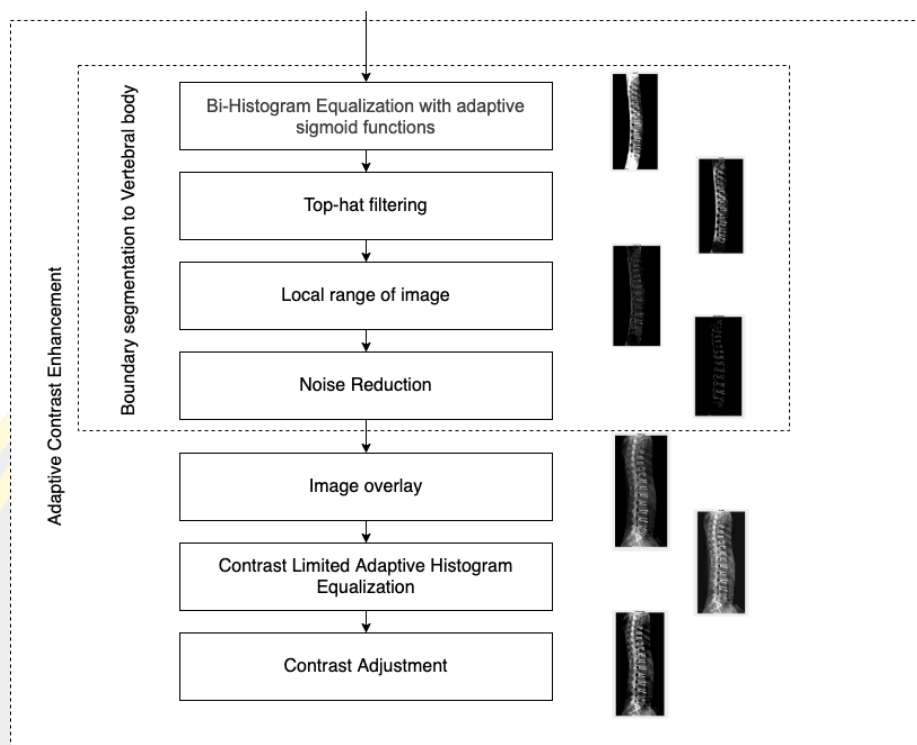 Adaptive Contrast Enhancement
Boundary segmentation to Vertebral body
Bi-Histogram Equalization with adaptive
sigmoid functions
Top-hat filtering
Local range of image
Noise Reduction
Image overlay
Contrast Limited Adaptive Histogram
Equalization
Contrast Adjustment